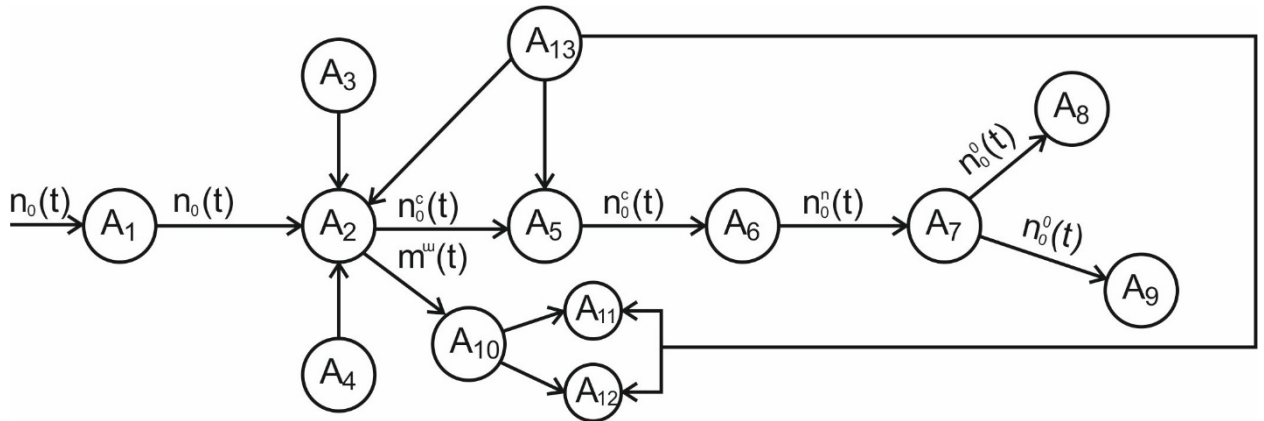 A₁₃
A₃
A₈
n₀⁰(t)
n₀(t)
A₁
n₀(t)
A₂
n₀ᶜ(t)
A₅
n₀ᶜ(t)
A₆
n₀ⁿ(t)
A₇
n₀⁰(t)
A₉
mᵚ(t)
A₁₀
A₁₁
A₄
A₁₂